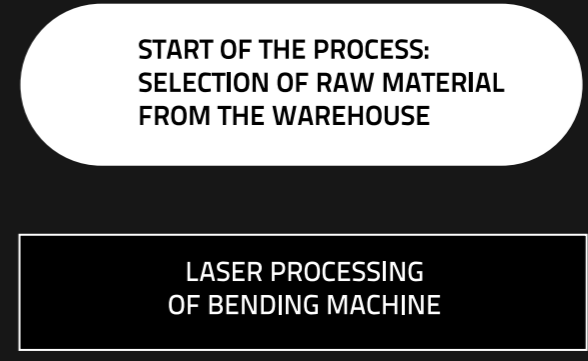 START OF THE PROCESS:
SELECTION OF RAW MATERIAL
FROM THE WAREHOUSE
LASER PROCESSING
OF BENDING MACHINE